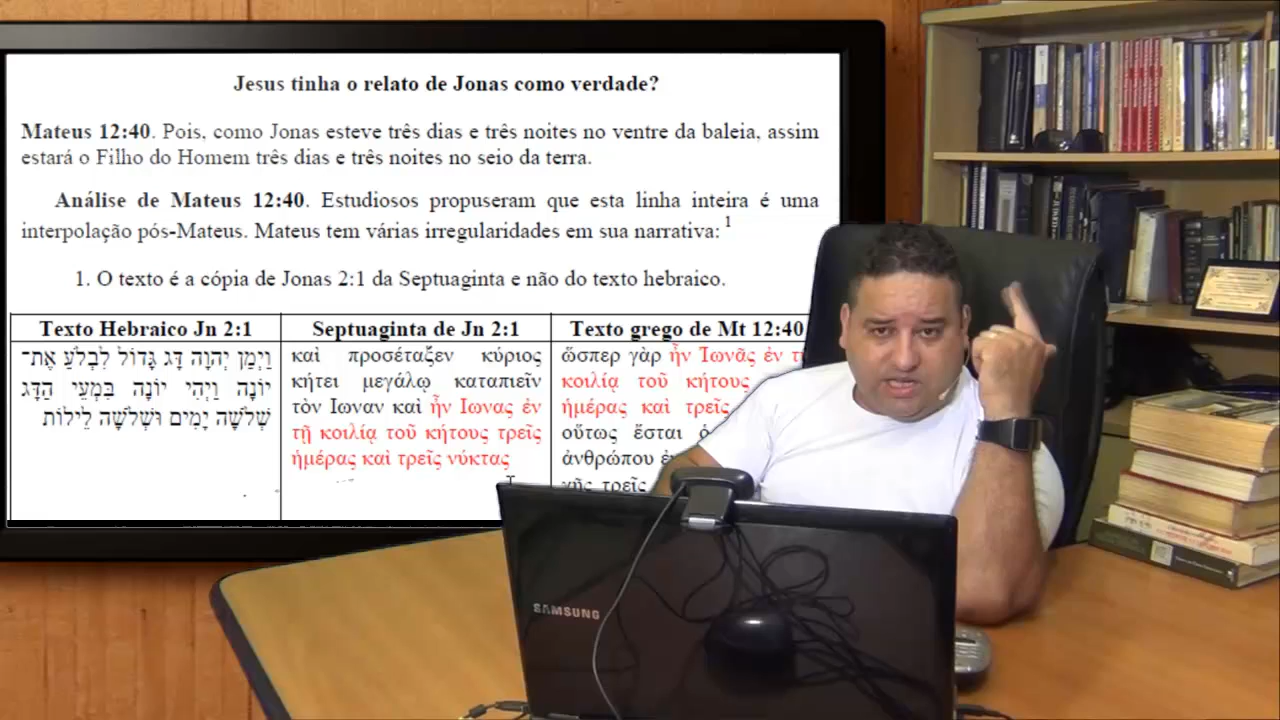 Jesus tinha o relato de Jonas como verdade?
Mateus 12:40. Pois, como Jonas esteve três dias e três noites no ventre da baleia, assim
estará o Filho do Homem três dias e três noites no seio da terra.
Análise de Mateus 12:40. Estudiosos propuseram que esta linha inteira é uma
interpolação pós-Mateus. Mateus tem várias irregularidades em sua narrativa: 1
1. O texto é a cópia de Jonas 2:1 da Septuaginta e não do texto hebraico.
Texto Hebraico Jn 2:1
וַיְמַן יְהוָה דָּג גָּדוֹל לִבְלֹעַ אֶת־
יוֹנָה וַיְהִי יוֹנָה בִּמְעֵי הַדָּג
שְׁלֹשָׁה יָמִים וּשְׁלֹשָׁה לֵילוֹת
Septuaginta de Jn 2:1
καὶ προσέταξεν κύριος
κήτει μεγάλῳ καταπιεῖν
τὸν Ιωναν καὶ ἦν Ιωνας ἐν
τῇ κοιλίᾳ τοῦ κήτους τρεῖς
ἡμέρας καὶ τρεῖς νύκτας
Texto grego de Mt 12:40
ὥσπερ γὰρ ἦν Ἰωνᾶς ἐν
κοιλίᾳ τοῦ κήτους
ἡμέρας καὶ τρεῖς
οὕτως ἔσται
ἀνθρώπου
γῆς τρεῖς
SAMSUNG